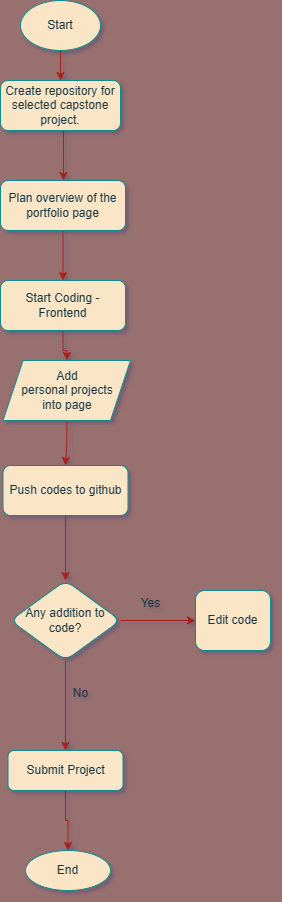 Start
Create repository for
selected capstone
project.
Plan overview of the
portfolio page
Start Coding -
Frontend
Add
personal projects
into page
Push codes to github
Any addition to
code?
Yes
Edit code
No
Submit Project
End